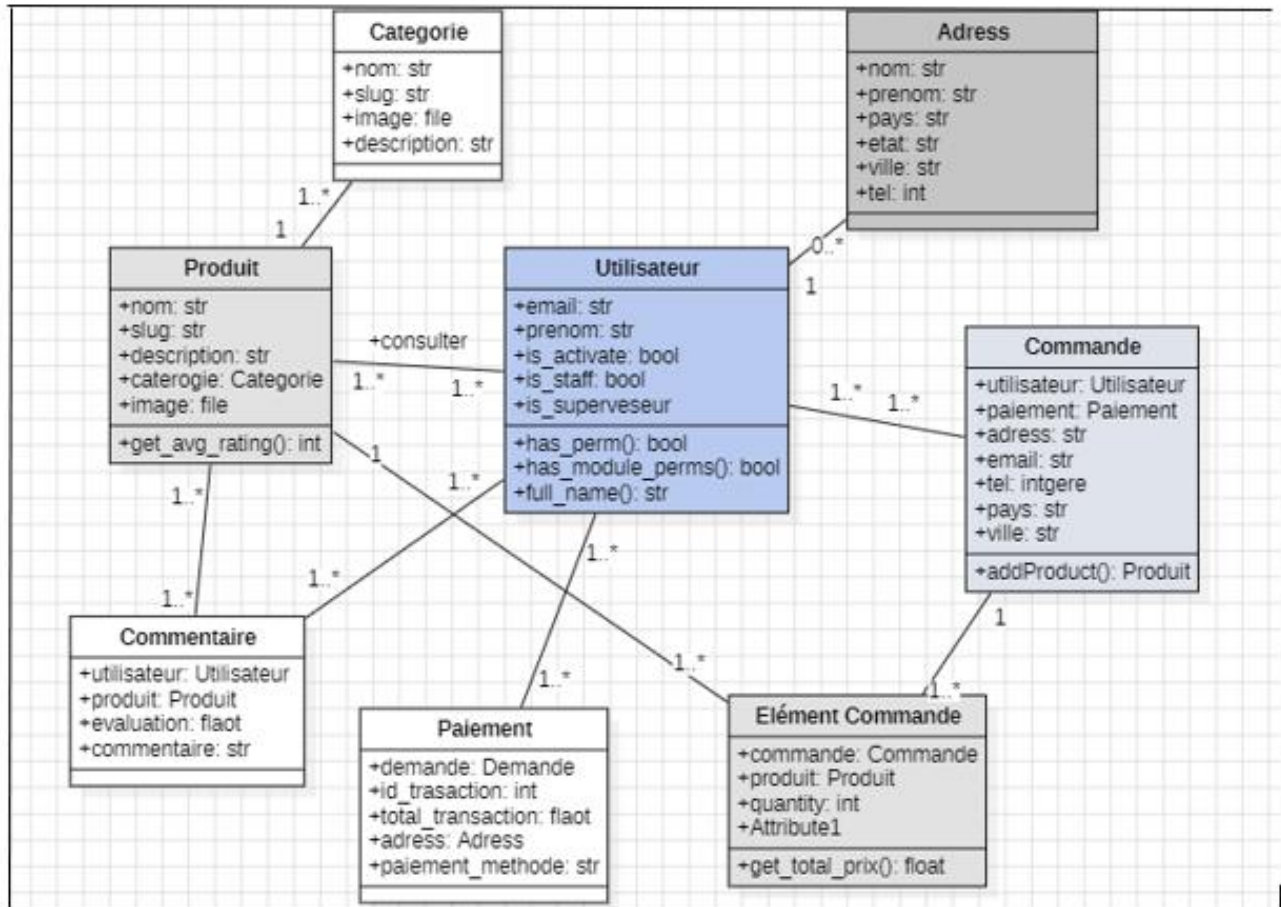 Categorie
+nom: str
+slug: str
+image: file
+description: str
Adress
+nom: str
+prenom: str
+pays: str
+etat: str
+ville: str
+tel: int
1..*
1
0..*
1
Produit
+nom: str
+slug: str
+description: str
+caterogie: Categorie
+image: file
+get_avg_rating(): int
+consulter
1..*
1..*
Utilisateur
+email: str
+prenom: str
+is_activate: bool
+is_staff: bool
+is_superveseur
+has_perm(): bool
+has_module_perms(): bool
+full_name(): str
1..*
1..*
Commande
+utilisateur: Utilisateur
+paiement: Paiement
+adress: str
+email: str
+tel: intgere
+pays: str
+ville: str
+addProduct(): Produit
1..*
1
1..*
1..*
1..*
1..*
1
1..*
1..*
1..*
Commentaire
+utilisateur: Utilisateur
+produit: Produit
+evaluation: flaot
+commentaire: str
Paiement
+demande: Demande
+id_trasaction: int
+total_transaction: flaot
+adress: Adress
+paiement_methode: str
Elément Commande
+commande: Commande
+produit: Produit
+quantity: int
+Attribute1
+get_total_prix(): float